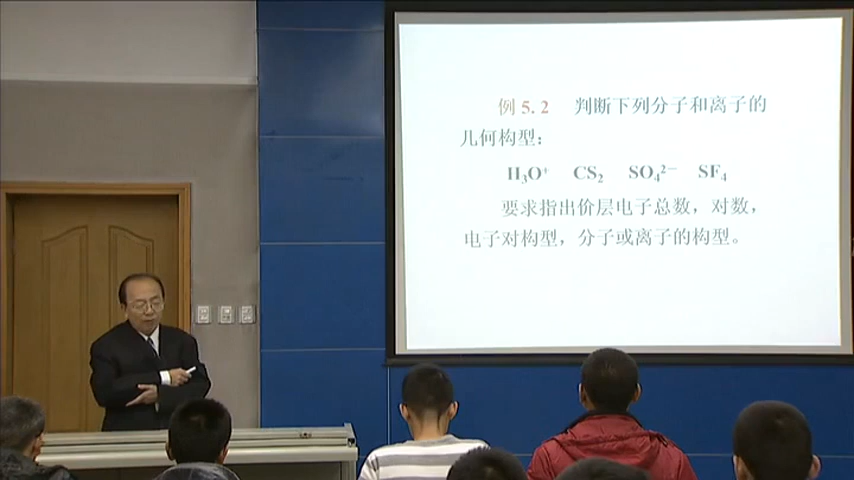 例 5.2 判断下列分子和离子的
几何构型：
H₃O⁺ CS₂ SO₄²⁻ SF₄
要求指出价层电子总数，对数，
电子对构型，分子或离子的构型。